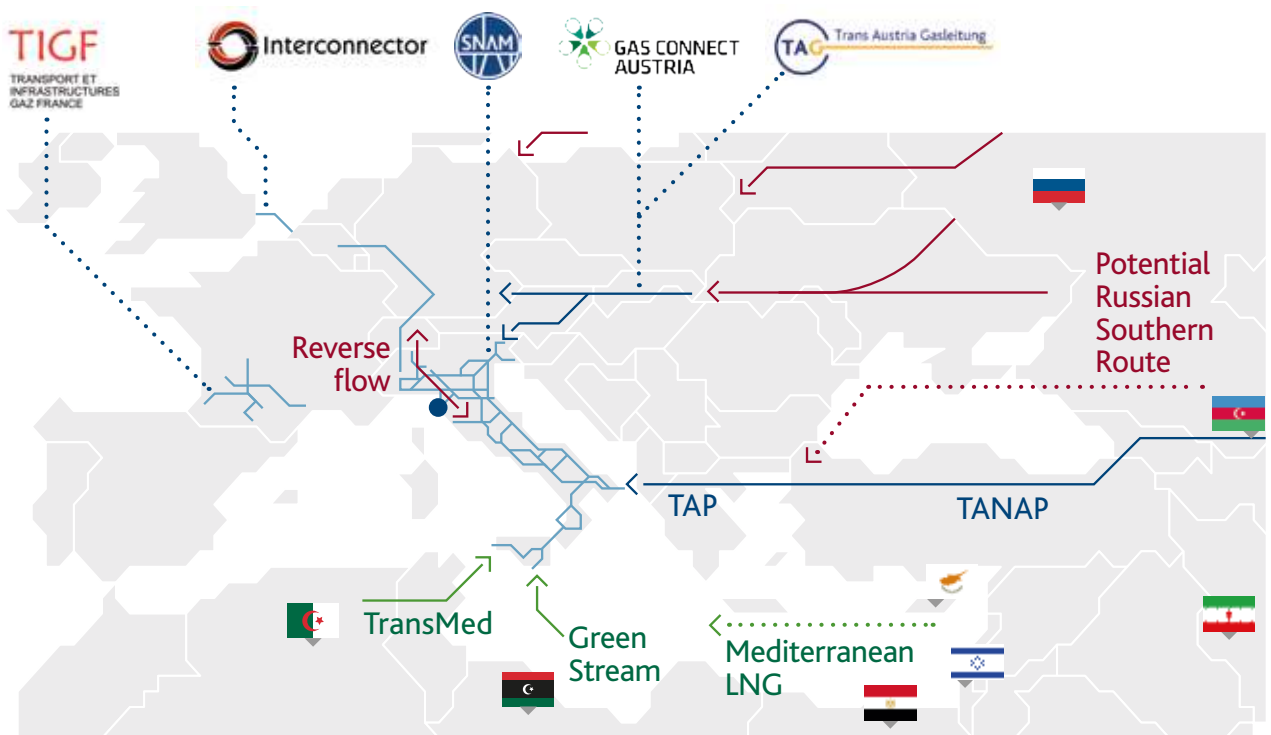 TIGF
TRANSPORT ET
INFRASTRUCTURES
GAZ FRANCE
Interconnector
SNAM
GAS CONNECT
AUSTRIA
TAG
Trans Austria Gasleitung
Potential
Russian
Southern
Route
Reverse
flow
TAP
TANAP
TransMed
Green
Stream
Mediterranean
LNG